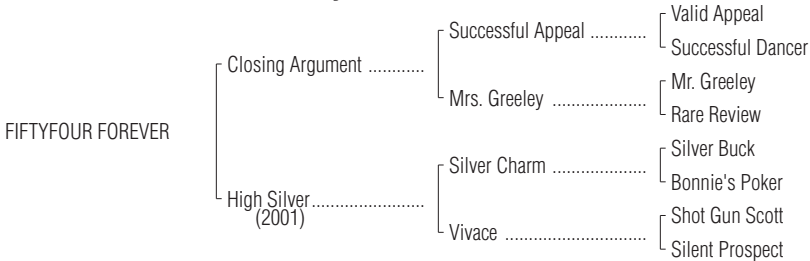 Valid Appeal
Successful Appeal ............
Successful Dancer
Closing Argument ............
Mr. Greeley
Mrs. Greeley ....................
Rare Review
FIFTYFOUR FOREVER
Silver Buck
Silver Charm ....................
Bonnie's Poker
High Silver........................
(2001)
Shot Gun Scott
Vivace ..............................
Silent Prospect